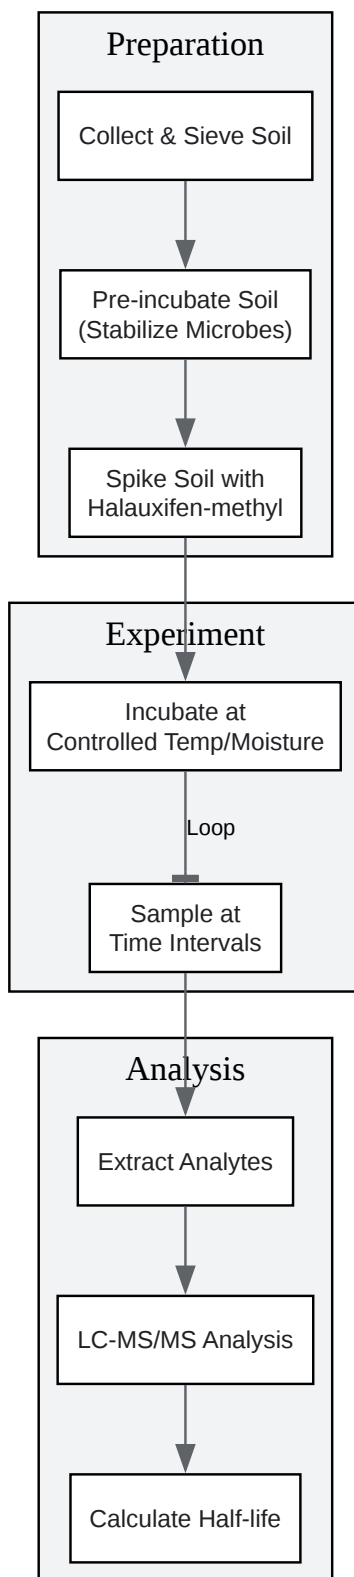 Preparation
Collect & Sieve Soil
Pre-incubate Soil
(Stabilize Microbes)
Spike Soil with
Halauxifen-methyl
Experiment
Incubate at
Controlled Temp/Moisture
Loop
Sample at
Time Intervals
Analysis
Extract Analytes
LC-MS/MS Analysis
Calculate Half-life